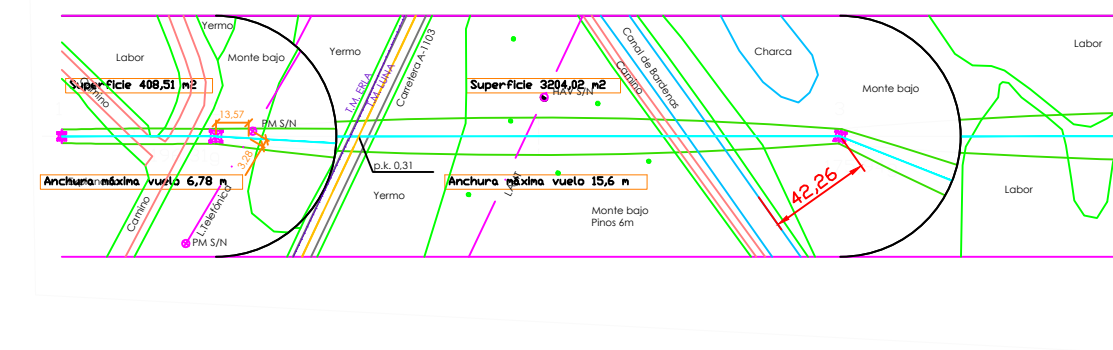 Yermo
Labor
Monte bajo
Yermo
Superficie 408,51 m2
Camino
T.M. EBLA
T.M. LUNA
Carretera A-1103
Superficie 3204,02 m2
HAV S/N
Camino
Canal de Bardenas
Charca
Monte bajo
Labor
13,57
PM S/N
3,28
p.k. 0,31
Anchura máxima vuelo 6,78 m
Anchura máxima vuelo 15,6 m
42,26
Camino
L.Telefónica
PM S/N
Yermo
Monte bajo
Pinos 6m
Labor